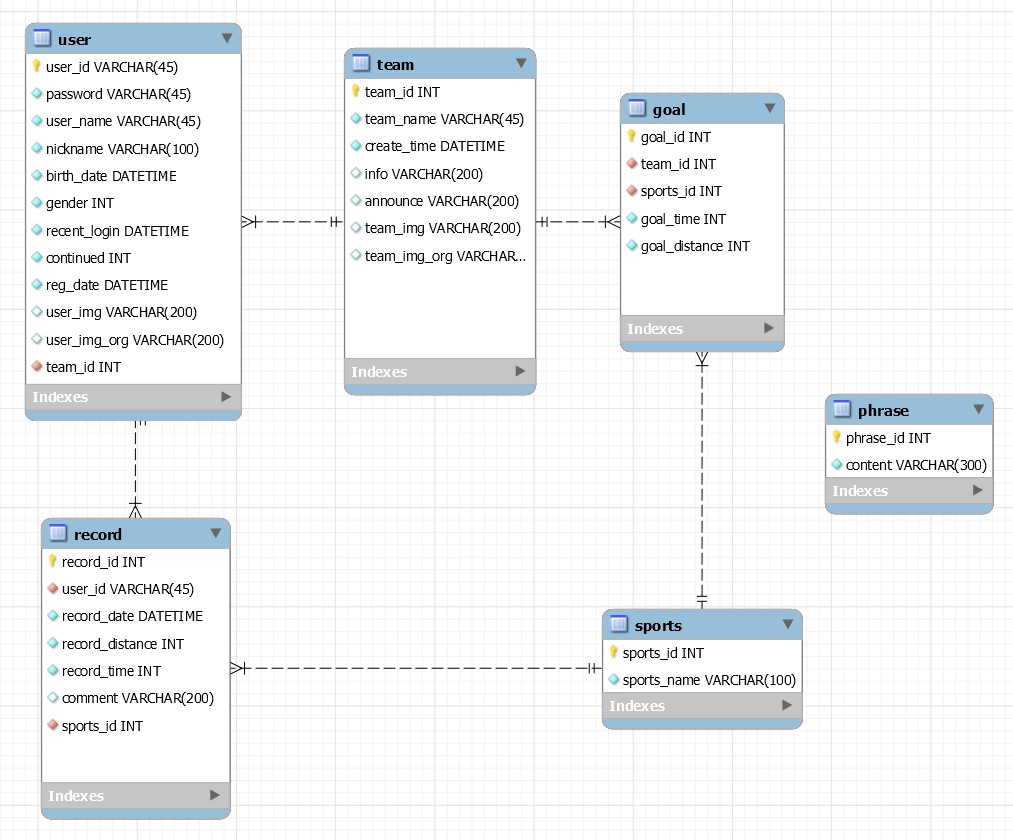 user
user_id VARCHAR(45)
password VARCHAR(45)
user_name VARCHAR(45)
nickname VARCHAR(100)
birth_date DATETIME
gender INT
recent_login DATETIME
continued INT
reg_date DATETIME
user_img VARCHAR(200)
user_img_org VARCHAR(200)
team_id INT
Indexes
team
team_id INT
team_name VARCHAR(45)
create_time DATETIME
info VARCHAR(200)
announce VARCHAR(200)
team_img VARCHAR(200)
team_img_org VARCHAR...
Indexes
goal
goal_id INT
team_id INT
sports_id INT
goal_time INT
goal_distance INT
Indexes
phrase
phrase_id INT
content VARCHAR(300)
Indexes
record
record_id INT
user_id VARCHAR(45)
record_date DATETIME
record_distance INT
record_time INT
comment VARCHAR(200)
sports_id INT
Indexes
sports
sports_id INT
sports_name VARCHAR(100)
Indexes